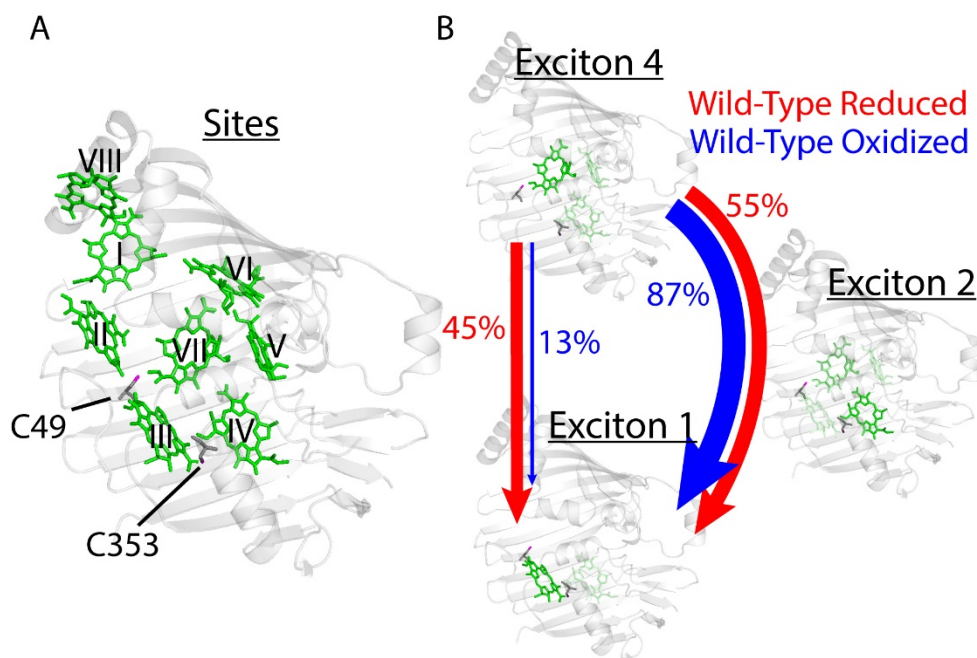 A
Sites
VIII
I
VI
II
VII
V
C49
III
IV
C353
B
Exciton 4
Wild-Type Reduced
Wild-Type Oxidized
55%
87%
Exciton 2
45%
13%
Exciton 1